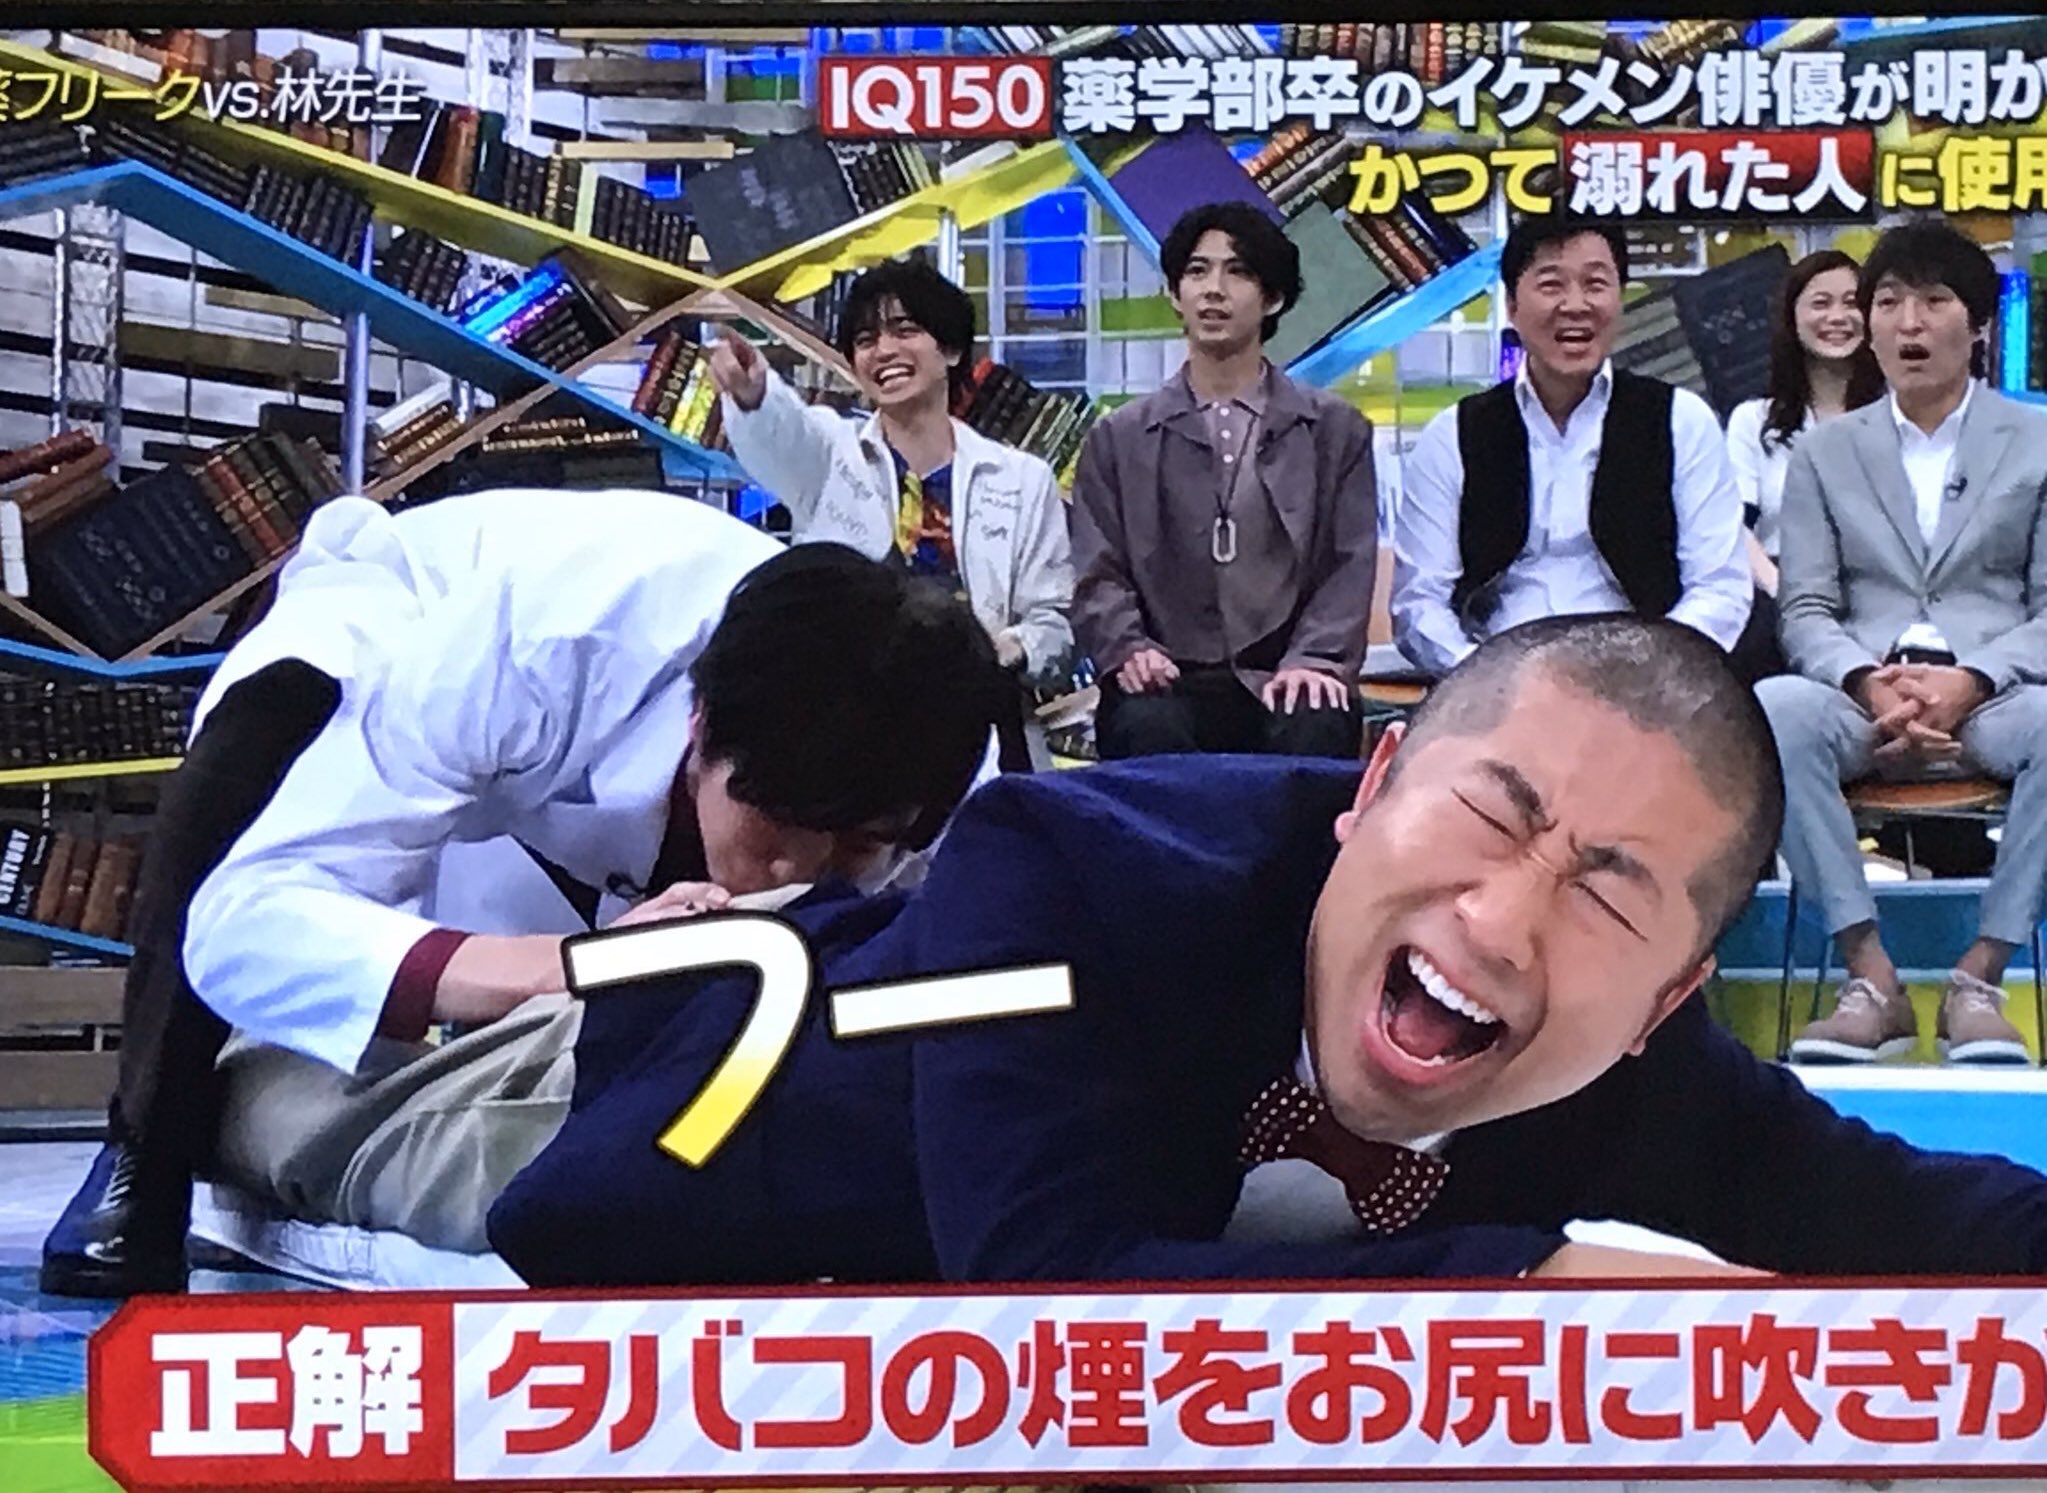 フリークvs.林先生
IQ150 薬学部卒のイケメン俳優が明か
かつて溺れた人に使用
CENTURY
フー
正解 タバコの煙をお尻に吹きか